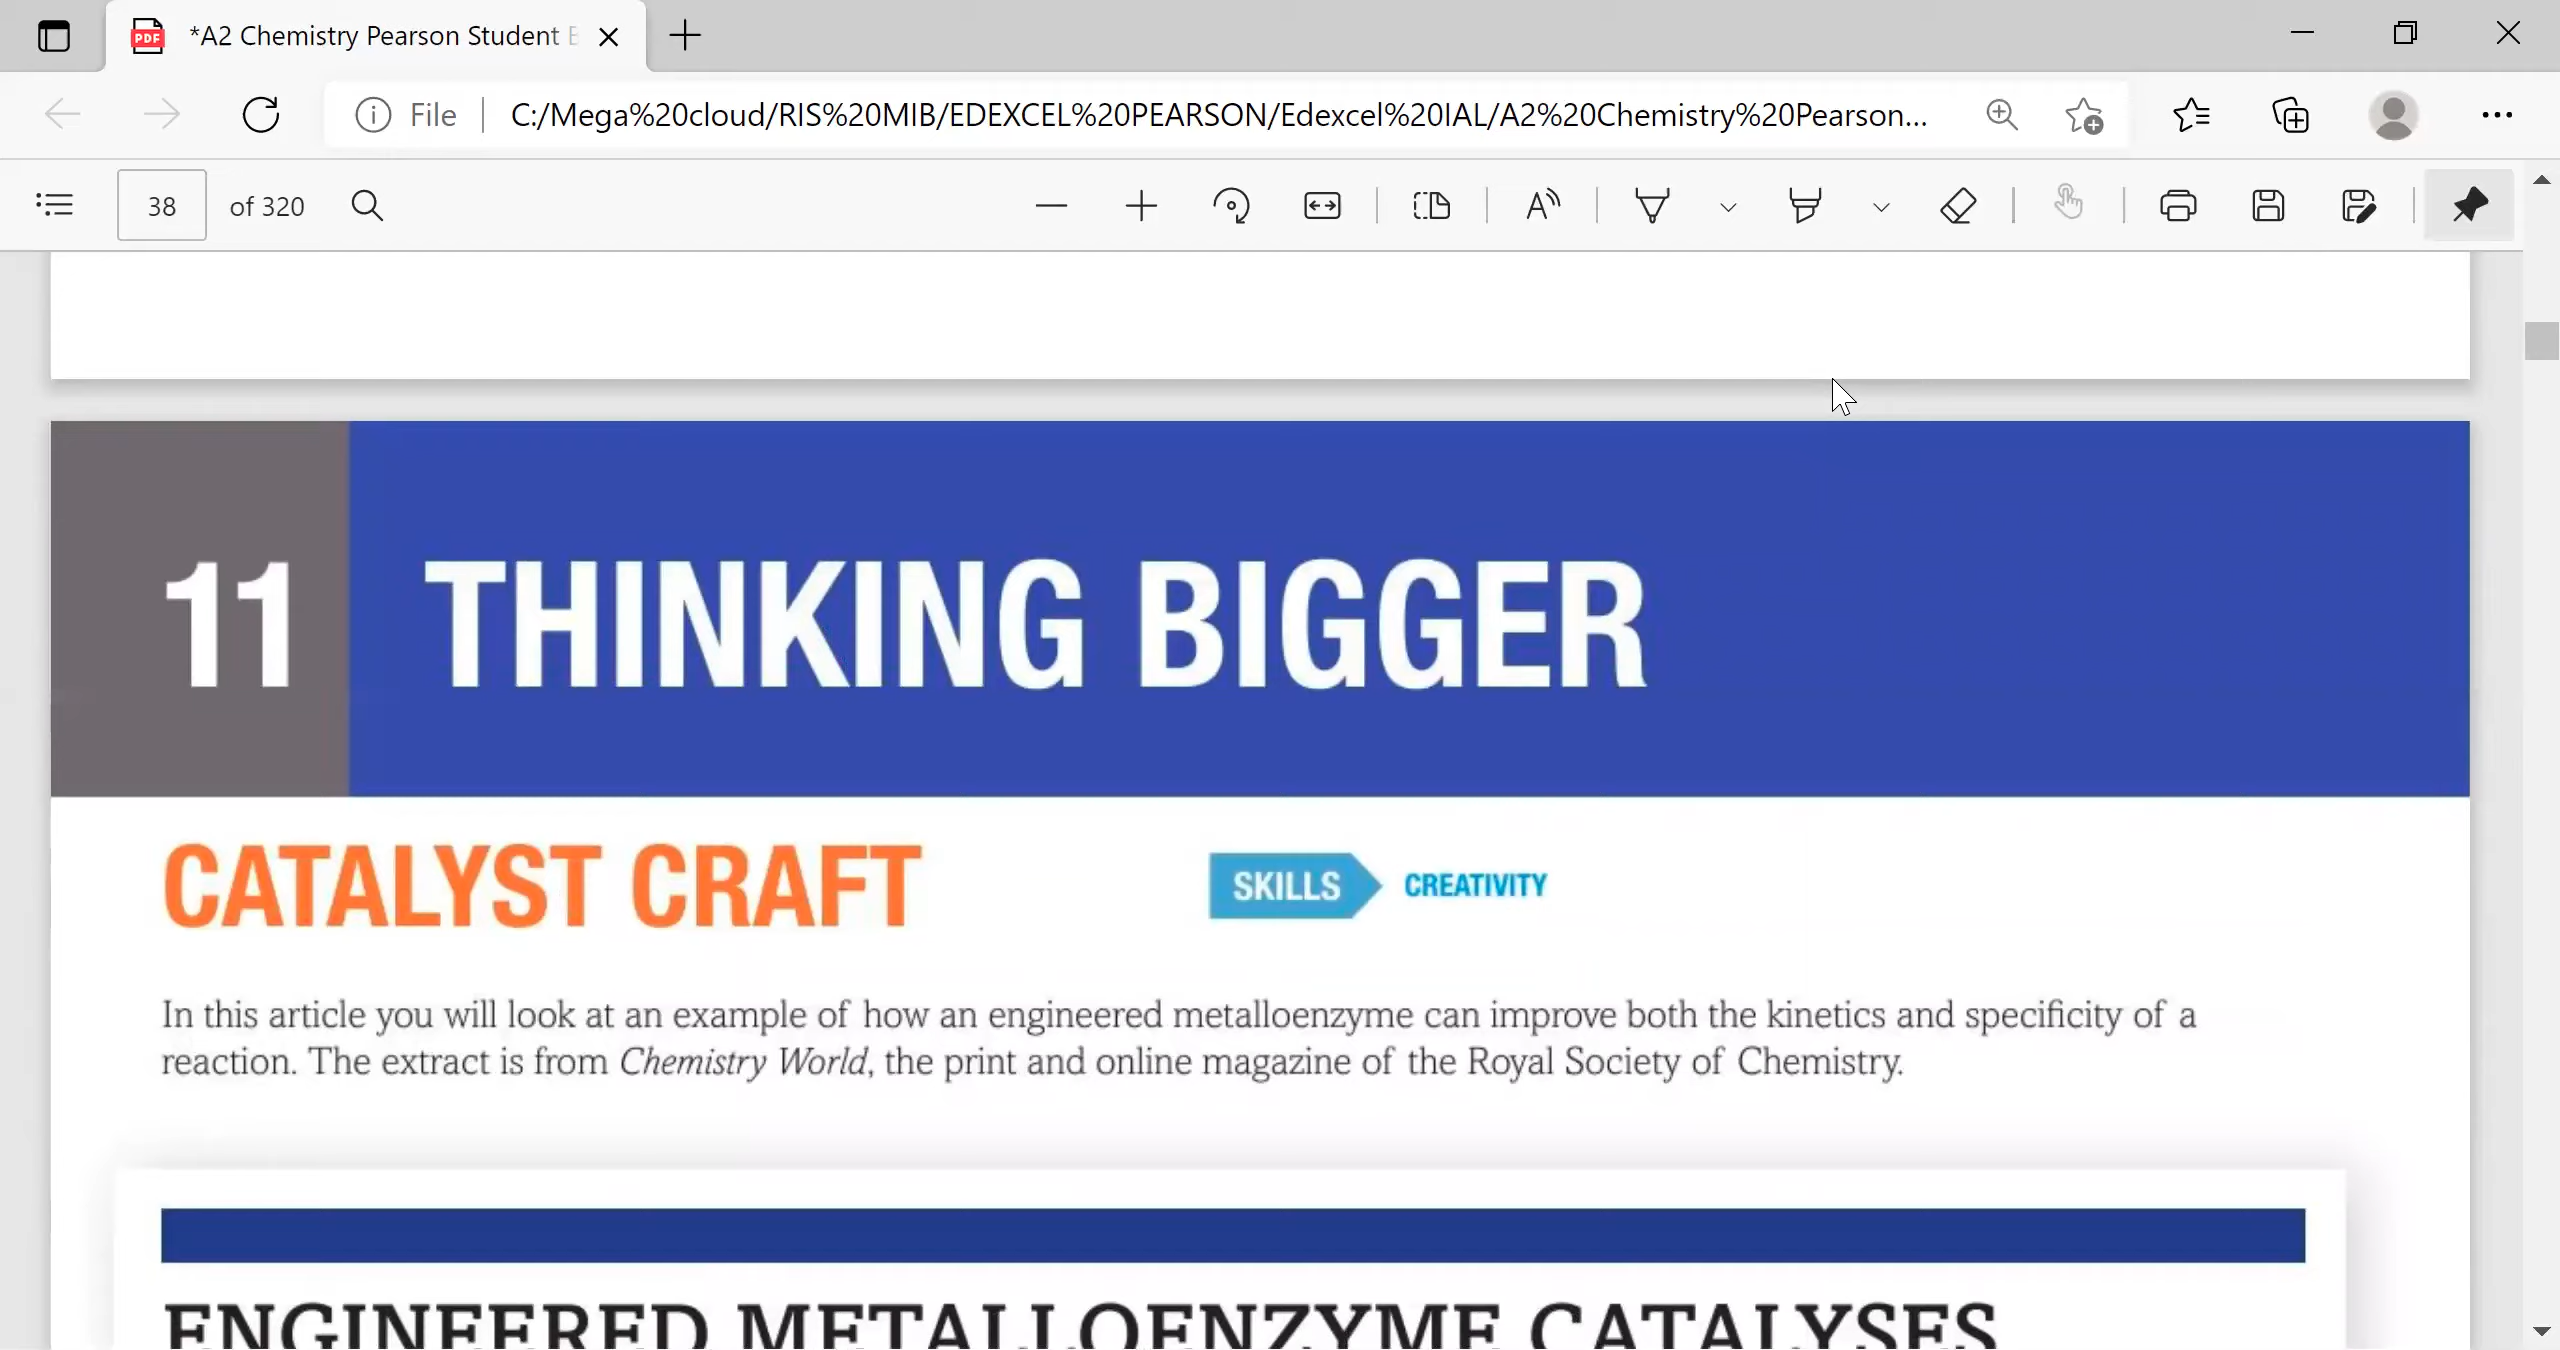 PDF
*A2 Chemistry Pearson Student B
File
C:/Mega%20cloud/RIS%20MIB/EDEXCEL%20PEARSON/Edexcel%20IAL/A2%20Chemistry%20Pearson...
38 of 320
11 THINKING BIGGER
CATALYST CRAFT
SKILLS CREATIVITY
In this article you will look at an example of how an engineered metalloenzyme can improve both the kinetics and specificity of a
reaction. The extract is from Chemistry World, the print and online magazine of the Royal Society of Chemistry.
ENGINEERED METALLOENZYME CATALYSES